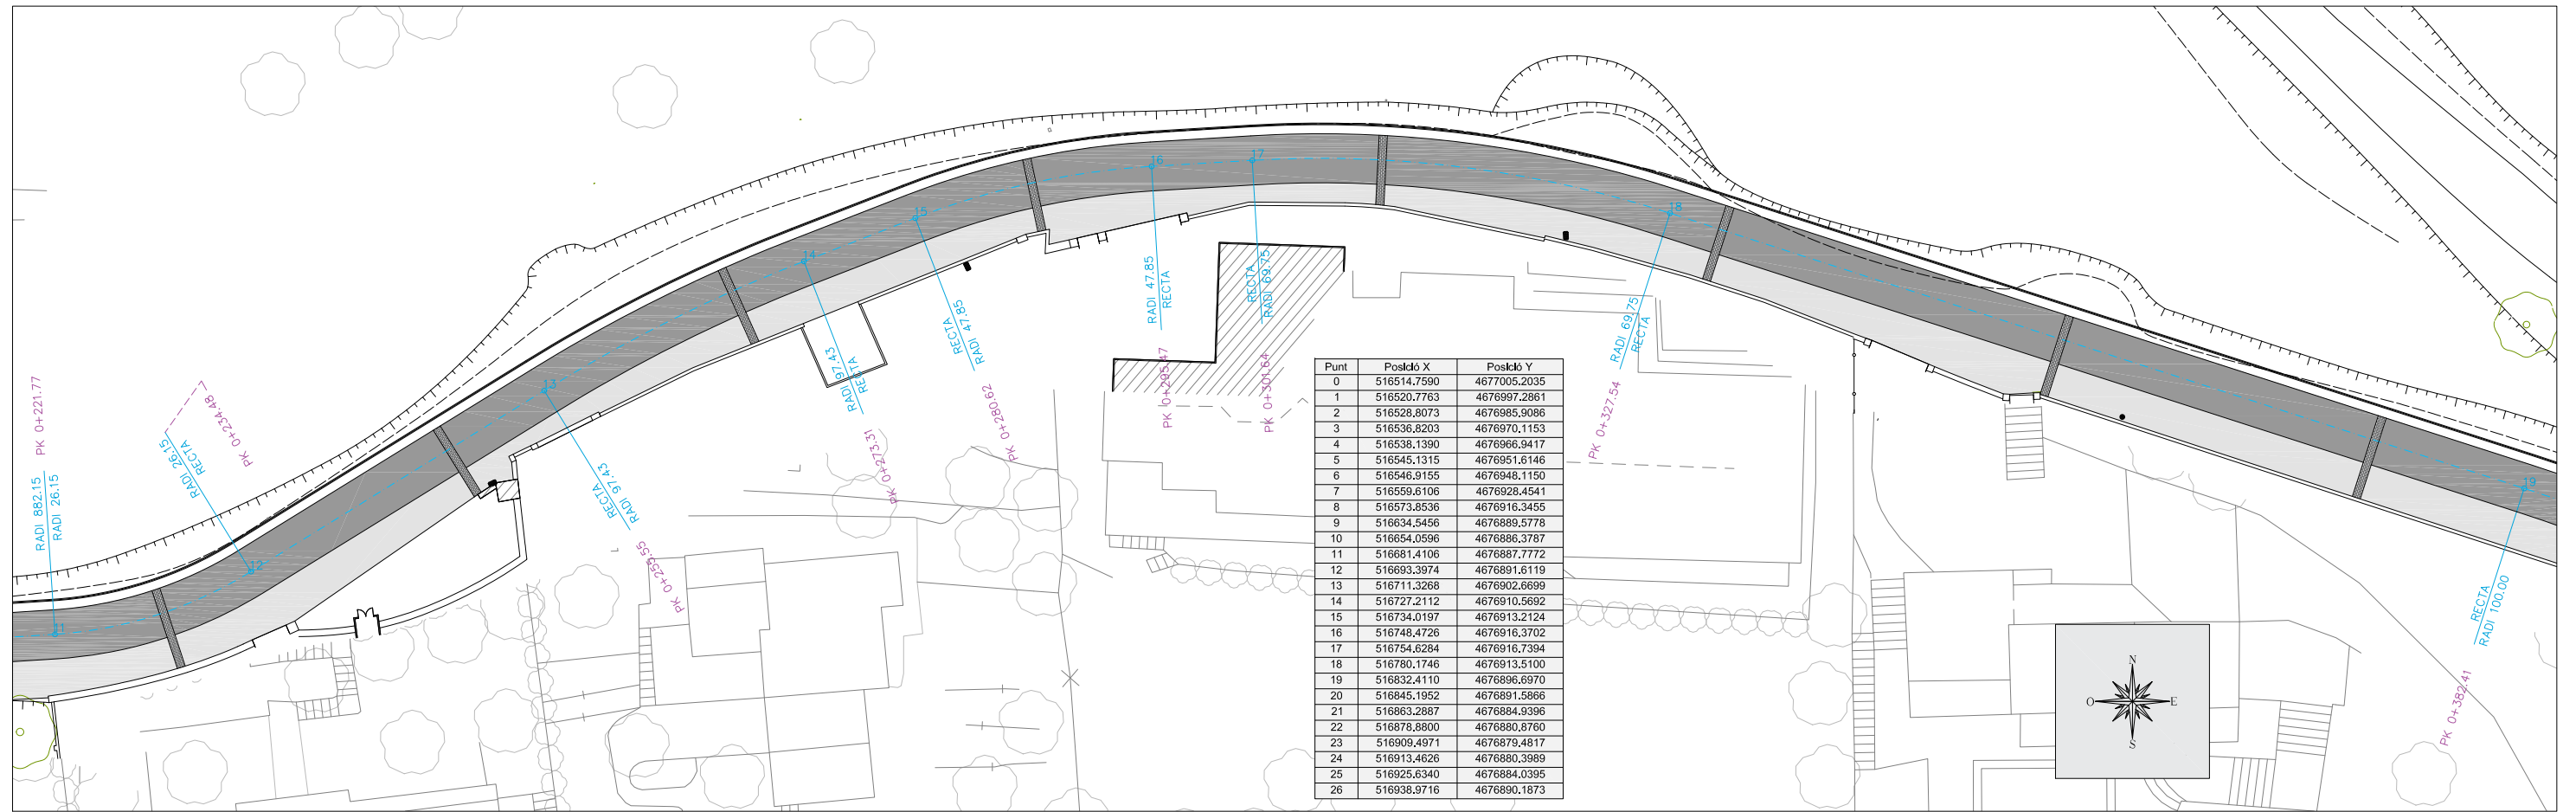 11
RADI 882.15
RADI 26.15
PK 0+221.77
12
RADI 26.15
RECTA
PK 0+234.48
13
RECTA
RADI 97.43
PK 0+255.55
14
RADI 97.43
RECTA
PK 0+273.31
15
RECTA
RADI 47.85
PK 0+280.62
16
RADI 47.85
RECTA
PK 0+295.47
17
RECTA
RADI 69.75
PK 0+301.64
18
RADI 69.75
RECTA
PK 0+327.54
19
RECTA
RADI 100.00
PK 0+382.41
Punt Posició X Posició Y
0 516514.7590 4677005.2035
1 516520.7763 4676997.2861
2 516528.8073 4676985.9086
3 516536.8203 4676970.1153
4 516538.1390 4676966.9417
5 516545.1315 4676951.6146
6 516546.9155 4676948.1150
7 516559.6106 4676928.4541
8 516573.8536 4676916.3455
9 516634.5456 4676889.5778
10 516654.0596 4676886.3787
11 516681.4106 4676887.7772
12 516693.3974 4676891.6119
13 516711.3268 4676902.6699
14 516727.2112 4676910.5692
15 516734.0197 4676913.2124
16 516748.4726 4676916.3702
17 516754.6284 4676916.7394
18 516780.1746 4676913.5100
19 516832.4110 4676896.6970
20 516845.1952 4676891.5866
21 516863.2887 4676884.9396
22 516878.8800 4676880.8760
23 516909.4971 4676879.4817
24 516913.4626 4676880.3989
25 516925.6340 4676884.0395
26 516938.9716 4676890.1873
N
O E
S